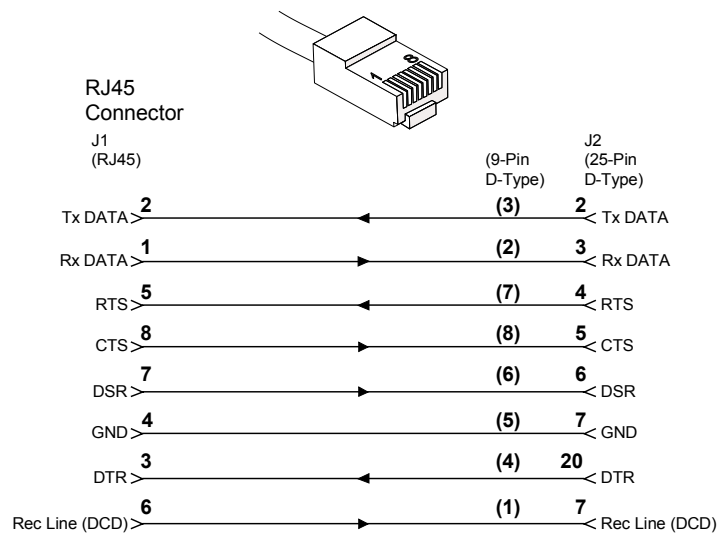 1 8
RJ45
Connector
J1
(RJ45)
(9-Pin
D-Type)
J2
(25-Pin
D-Type)
Tx DATA 2 (3) 2 Tx DATA
Rx DATA 1 (2) 3 Rx DATA
RTS 5 (7) 4 RTS
CTS 8 (8) 5 CTS
DSR 7 (6) 6 DSR
GND 4 (5) 7 GND
DTR 3 (4) 20 DTR
Rec Line (DCD) 6 (1) 7 Rec Line (DCD)